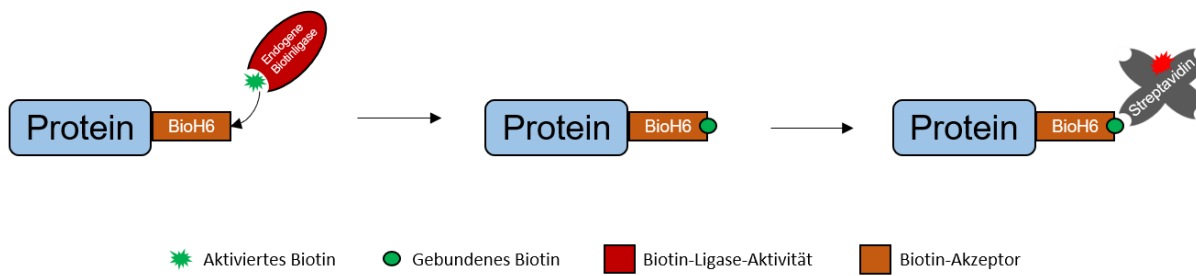 Endogene
Biotinligase
Protein
BioH6
Protein
BioH6
Protein
BioH6
Streptavidin
Aktiviertes Biotin
Gebundenes Biotin
Biotin-Ligase-Aktivität
Biotin-Akzeptor